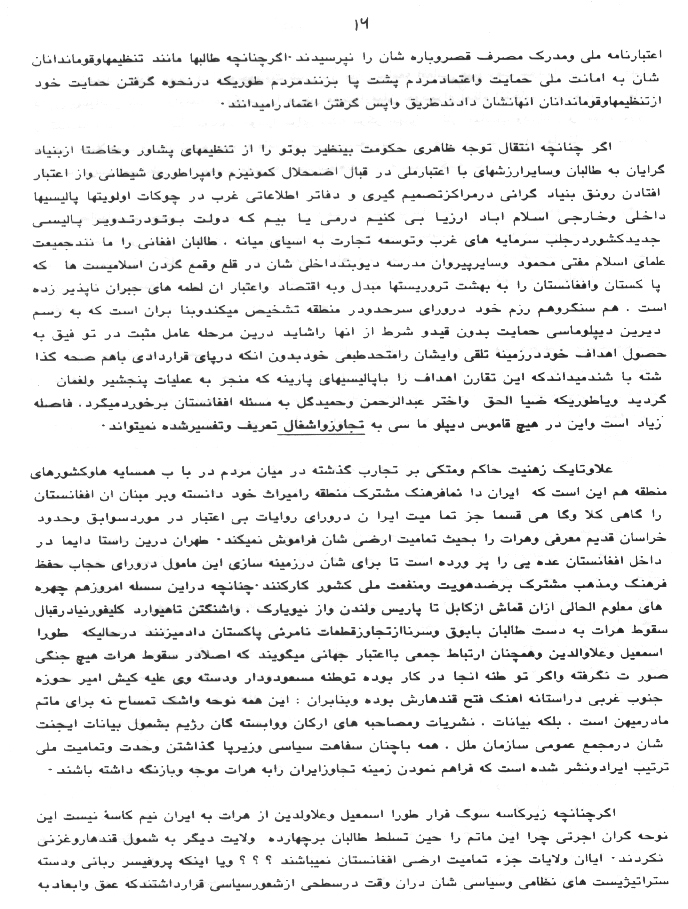 ۱۶
اعتبارنامه ملی ومدرک مصرف قصروباره شان را نپرسیدند۰اگرچنانچه طالبها مانند تنظیمهاوقوماندانان
شان به امانت ملی حمایت واعتمادمردم پشت پا بزنندمردم طوریکه درنحوه گرفتن حمایت خود
ازتنظیمهاوقوماندانان انهانشان دادندطریق واپس گرفتن اعتمادرامیدانند۰
اگر چنانچه انتقال توجه ظاهری حکومت بینظیر بوتو را از تنظیمهای پشاور وخاصتا ازبنیاد
گرایان به طالبان وسایرارزشهای با اعتبارملی در قبال اضمحلال کمونیزم وامپراطوری شیطانی واز اعتبار
افتادن رونق بنیاد گرائی درمراکزتصمیم گیری و دفاتر اطلاعاتی غرب در چوکات اولویتها پالیسیها
داخلی وخارجی اسلام اباد ارزیا بی کنیم درمی یا بیم که دولت بوتودرتدویر پالیسی
جدیدکشوردرجلب سرمایه های غرب وتوسعه تجارت به اسیای میانه ، طالبان افغانی را ما نندجمیعت
علمای اسلام مفتی محمود وسایرپیروان مدرسه دیوبندداخلی شان در قلع وقمع گردن اسلامیست ها که
پا کستان وافغانستان را به بهشت تروریستها مبدل وبه اقتصاد واعتبار ان لطمه های جبران ناپذیر زده
است ، هم سنگروهم رزم خود درورای سرحدودر منطقه تشخیص میکندوبنا بران است که به رسم
دیرین دیپلوماسی حمایت بدون قیدو شرط از انها راشاید درین مرحله عامل مثبت در تو فیق به
حصول اهداف خوددرزمینه تلقی وایشان رامتحدطبعی خودبدون انکه درپای قراردادی باهم صحه گذا
شته با شندمیداندکه این تقارن اهداف را باپالیسیهای پارینه که منجر به عملیات پنجشیر ولغمان
گردید ویاطوریکه ضیا الحق واختر عبدالرحمن وحمیدگل به مسئله افغانستان برخوردمیگرد، فاصله
زیاد است واین در هیچ قاموس دیپلو ما سی به تجاوزواشغال تعریف وتفسیرشده نمیتواند۰
علاوتایک زهنیت حاکم ومتکی بر تجارب گذشته در میان مردم در با ب همسایه هاوکشورهای
منطقه هم این است که ایران دا نمافرهنگ مشترک منطقه رامیراث خود دانسته وبر مبنان ان افغانستان
را گاهی کلا وگا هی قسما جز تما میت ایرا ن درورای روایات بی اعتبار در موردسوابق وحدود
خراسان قدیم معرفی وهرات را بحیث تمامیت ارضی شان فراموش نمیکند۰ طهران درین راستا دایما در
داخل افغانستان عده یی را پر ورده است تا برای شان درزمینه سازی این مامول درورای حجاب حفظ
فرهنگ ومذهب مشترک برضدهویت ومنفعت ملی کشور کارکنند۰چنانچه دراین سسله امروزهم چهره
های معلوم الحالی ازان قماش ازکابل تا پاریس ولندن واز نیویارک ، واشنگتن تاهیوارد کلیفورنیادرقبال
سقوط هرات به دست طالبان بابوق وسرناازتجاوزقطعات نامرئی پاکستان دادمیزنند درحالیکه طورا
اسمعیل وعلاوالدین وهمچنان ارتباط جمعی بااعتبار جهانی میگویند که اصلادر سقوط هرات هیچ جنگی
صور ت نگرفته واگر تو طئه انجا در کار بوده توطئه مسعودودار ودسته وی علیه کیش امیر حوزه
جنوب غربی دراستانه اهنگ فتح قندهارش بوده وبنابران : این همه نوحه واشک تمساح نه برای ماتم
مادرمیهن است ، بلکه بیانات ، نشریات ومصاحبه های ارکان ووابسته گان رژیم بشمول بیانات ایجنت
شان درمجمع عمومی سازمان ملل ، همه باچنان سفاهت سیاسی وزیرپا گذاشتن وحدت وتمامیت ملی
ترتیب ایرادونشر شده است که فراهم نمودن زمینه تجاوزایران رابه هرات موجه وبازنگه داشته باشند۰
اگرچنانچه زیرکاسه سوگ فرار طورا اسمعیل وعلاولدین از هرات به ایران نیم کاسهٔ نیست این
نوحه گران اجرتی چرا این ماتم را حین تسلط طالبان برچهارده ولایت دیگر به شمول قندهاروغزنی
نکردند۰ ایاان ولایات جزء تمامیت ارضی افغانستان نمیباشند ؟ ؟ ؟ ویا اینکه پروفیسر ربانی ودسته
ستراتیژیست های نظامی وسیاسی شان دران وقت درسطحی ازشعورسیاسی قرارداشتندکه عمق وابعادبه